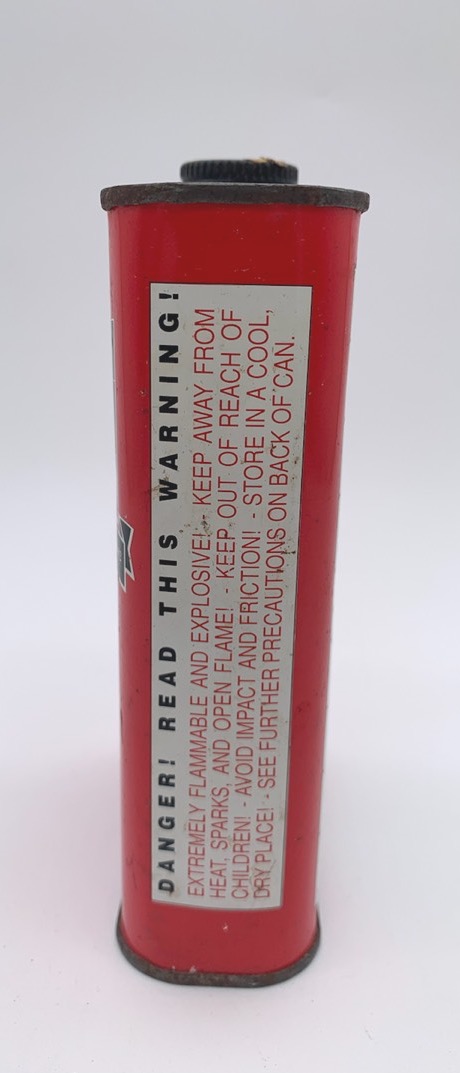 DANGER! READ THIS WARNING!
EXTREMELY FLAMMABLE AND EXPLOSIVE! - KEEP AWAY FROM
HEAT, SPARKS, AND OPEN FLAME! - KEEP OUT OF REACH OF
CHILDREN! - AVOID IMPACT AND FRICTION! - STORE IN A COOL,
DRY PLACE! - SEE FURTHER PRECAUTIONS ON BACK OF CAN.